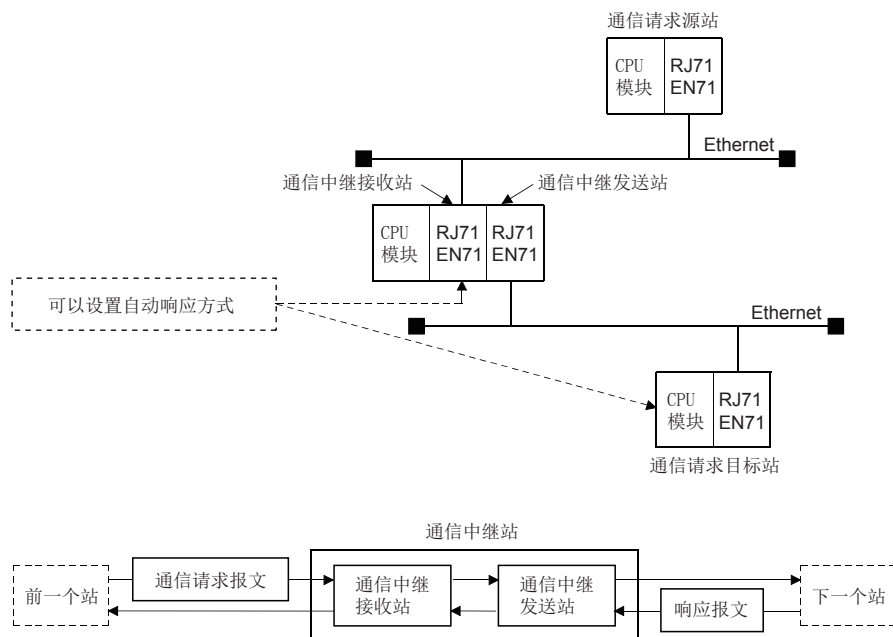 通信请求源站
CPU
模块
RJ71
EN71
Ethernet
通信中继接收站
通信中继发送站
CPU
模块
RJ71
EN71
RJ71
EN71
可以设置自动响应方式
Ethernet
CPU
模块
RJ71
EN71
通信请求目标站
通信中继站
前一个站
通信请求报文
通信中继
接收站
通信中继
发送站
响应报文
下一个站